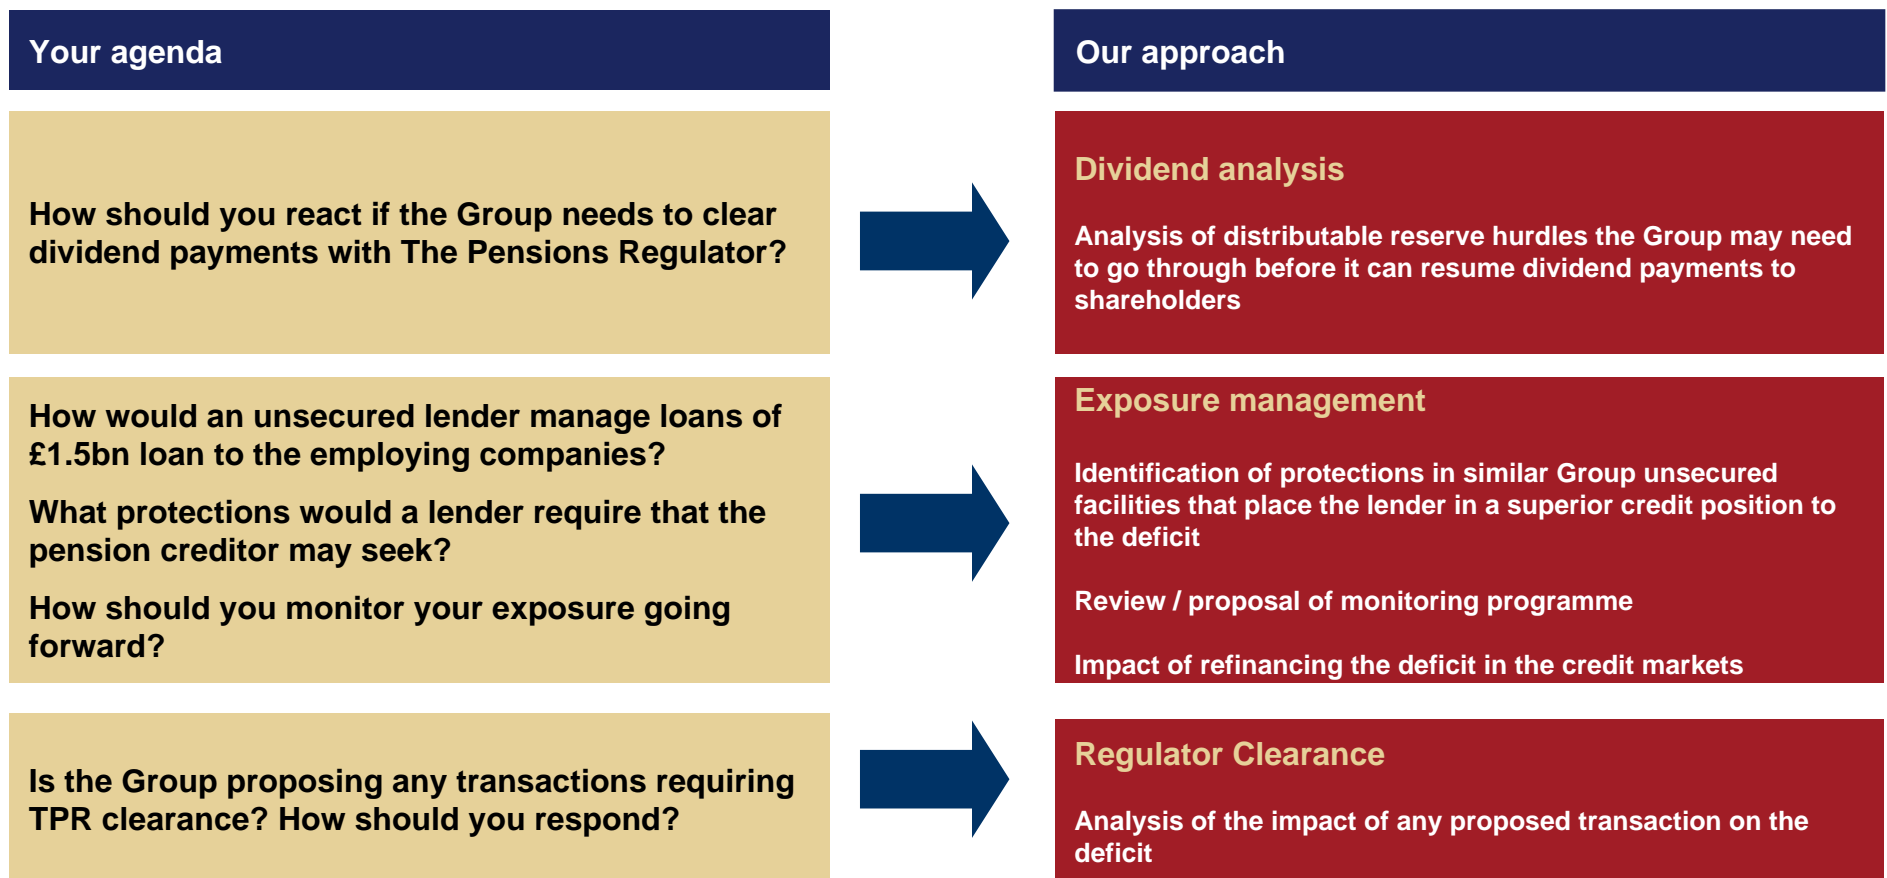 Your agenda
Our approach
How should you react if the Group needs to clear
dividend payments with The Pensions Regulator?
Dividend analysis
Analysis of distributable reserve hurdles the Group may need
to go through before it can resume dividend payments to
shareholders
How would an unsecured lender manage loans of
£1.5bn loan to the employing companies?
What protections would a lender require that the
pension creditor may seek?
How should you monitor your exposure going
forward?
Exposure management
Identification of protections in similar Group unsecured
facilities that place the lender in a superior credit position to
the deficit
Review / proposal of monitoring programme
Impact of refinancing the deficit in the credit markets
Is the Group proposing any transactions requiring
TPR clearance? How should you respond?
Regulator Clearance
Analysis of the impact of any proposed transaction on the
deficit